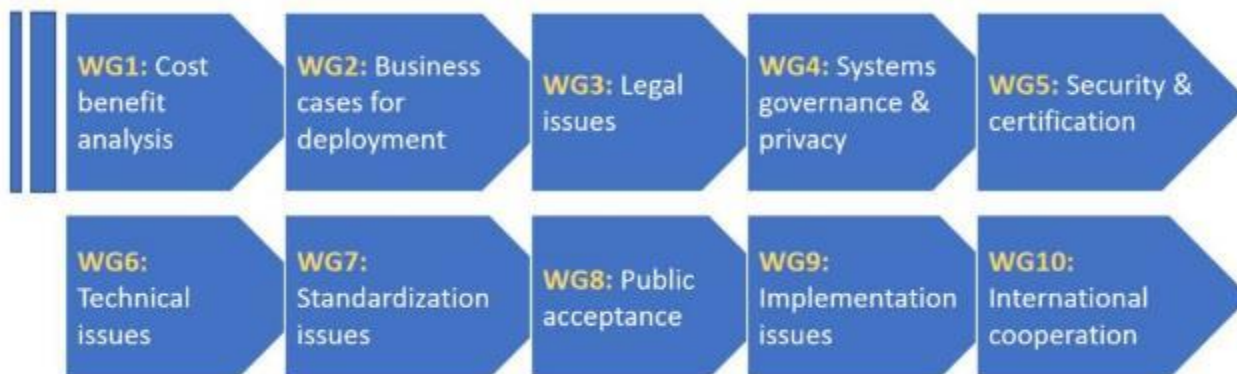 WG1: Cost
benefit
analysis
WG2: Business
cases for
deployment
WG3: Legal
issues
WG4: Systems
governance &
privacy
WG5: Security &
certification
WG6:
Technical
issues
WG7:
Standardization
issues
WG8: Public
acceptance
WG9:
Implementation
issues
WG10:
International
cooperation